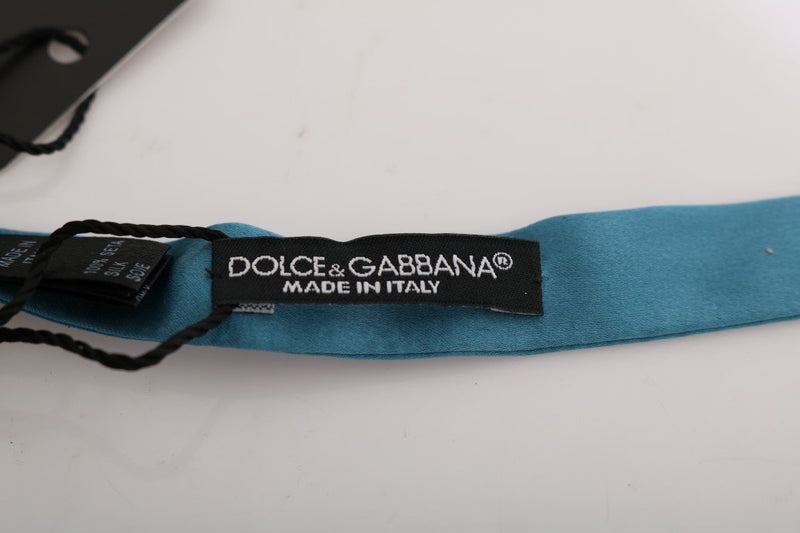 MADE IN
100% SETA
SILK
SOIE
DOLCE & GABBANA®
MADE IN ITALY